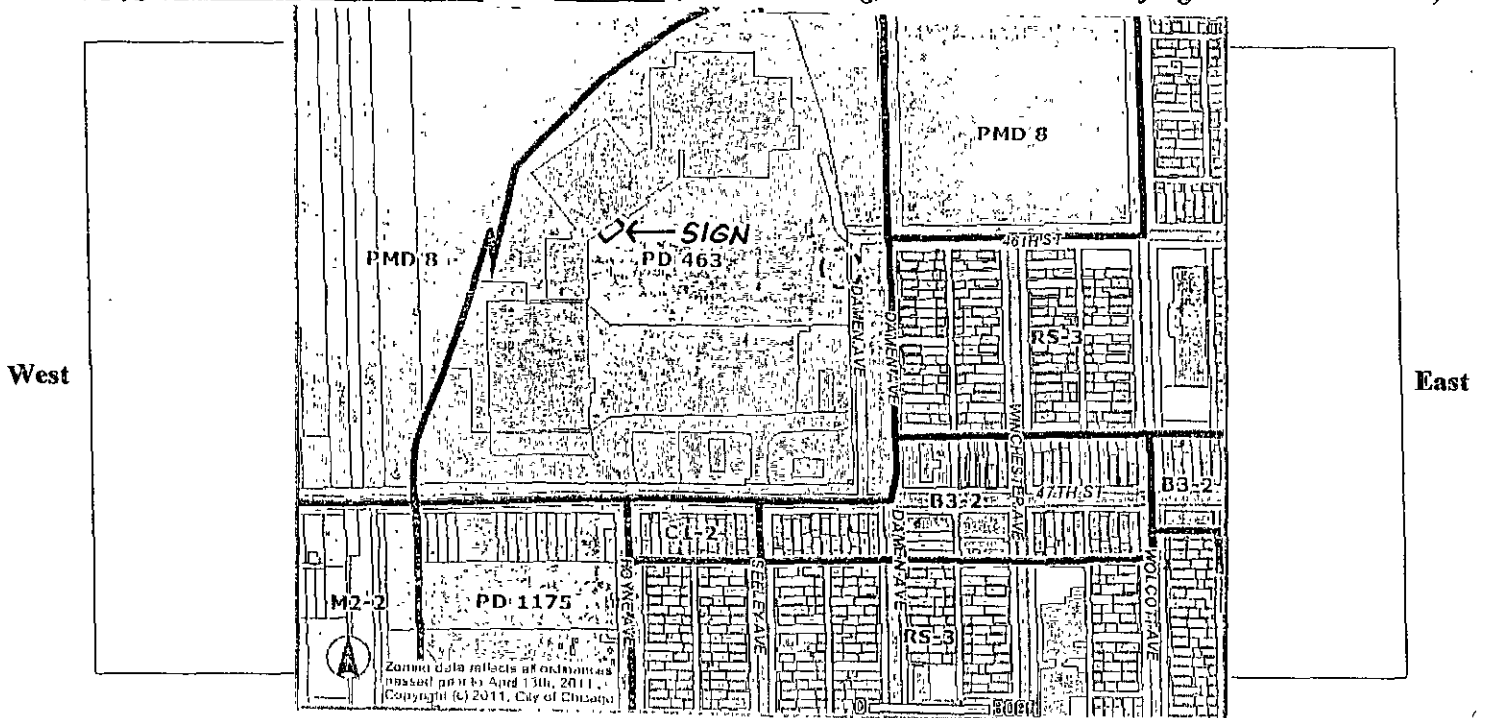 PMD 8
SIGN
PMD 8
PD 463
46TH ST
DAMEN AVE
DAMEN AVE
RS-3
West
East
WINCHESTER AVE
B3-2
47TH ST
B3-2
C1-2
DAMEN AVE
HOYNE AVE
SEELEY AVE
WOLCOTT AVE
M2-2
PD 1175
RS-3
Zoning data reflects all ordinances
passed prior to April 13th, 2011.
Copyright (c) 2011, City of Chicago
0